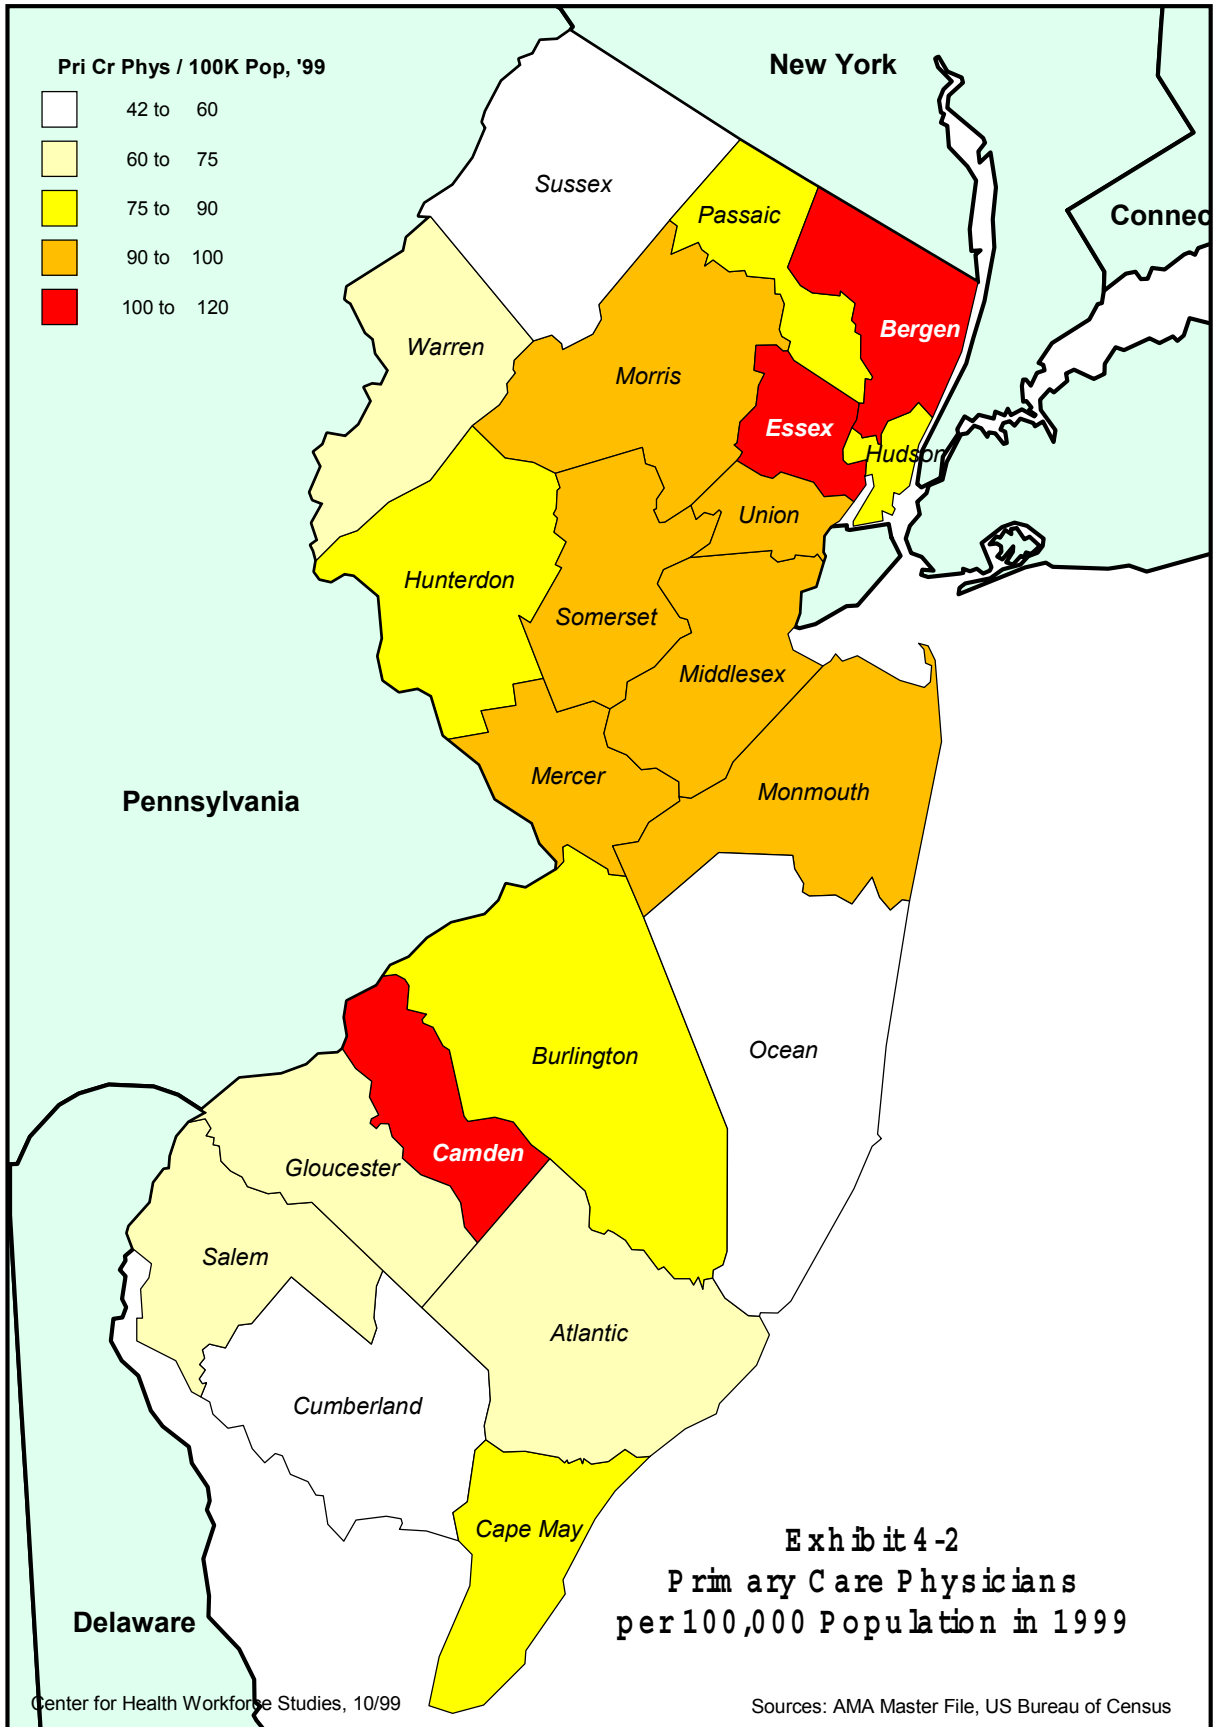 Pri Cr Phys / 100K Pop, '99
42 to 60
60 to 75
75 to 90
90 to 100
100 to 120
New York
Connec
Sussex
Passaic
Bergen
Warren
Morris
Essex
Hudson
Union
Hunterdon
Somerset
Middlesex
Mercer
Monmouth
Pennsylvania
Burlington
Ocean
Camden
Gloucester
Salem
Atlantic
Cumberland
Cape May
Delaware
Exhibit 4-2
Primary Care Physicians
per 100,000 Population in 1999
Center for Health Workforce Studies, 10/99
Sources: AMA Master File, US Bureau of Census